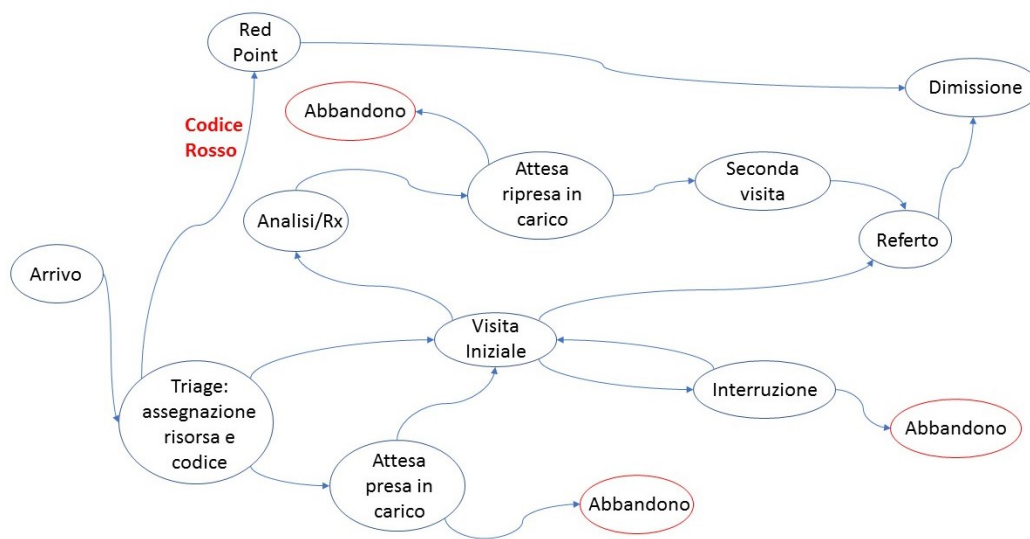 Red
Point
Dimissione
Abbandono
Codice
Rosso
Attesa
ripresa in
carico
Seconda
visita
Analisi/Rx
Referto
Arrivo
Visita
Iniziale
Triage:
assegnazione
risorsa e
codice
Interruzione
Abbandono
Attesa
presa in
carico
Abbandono